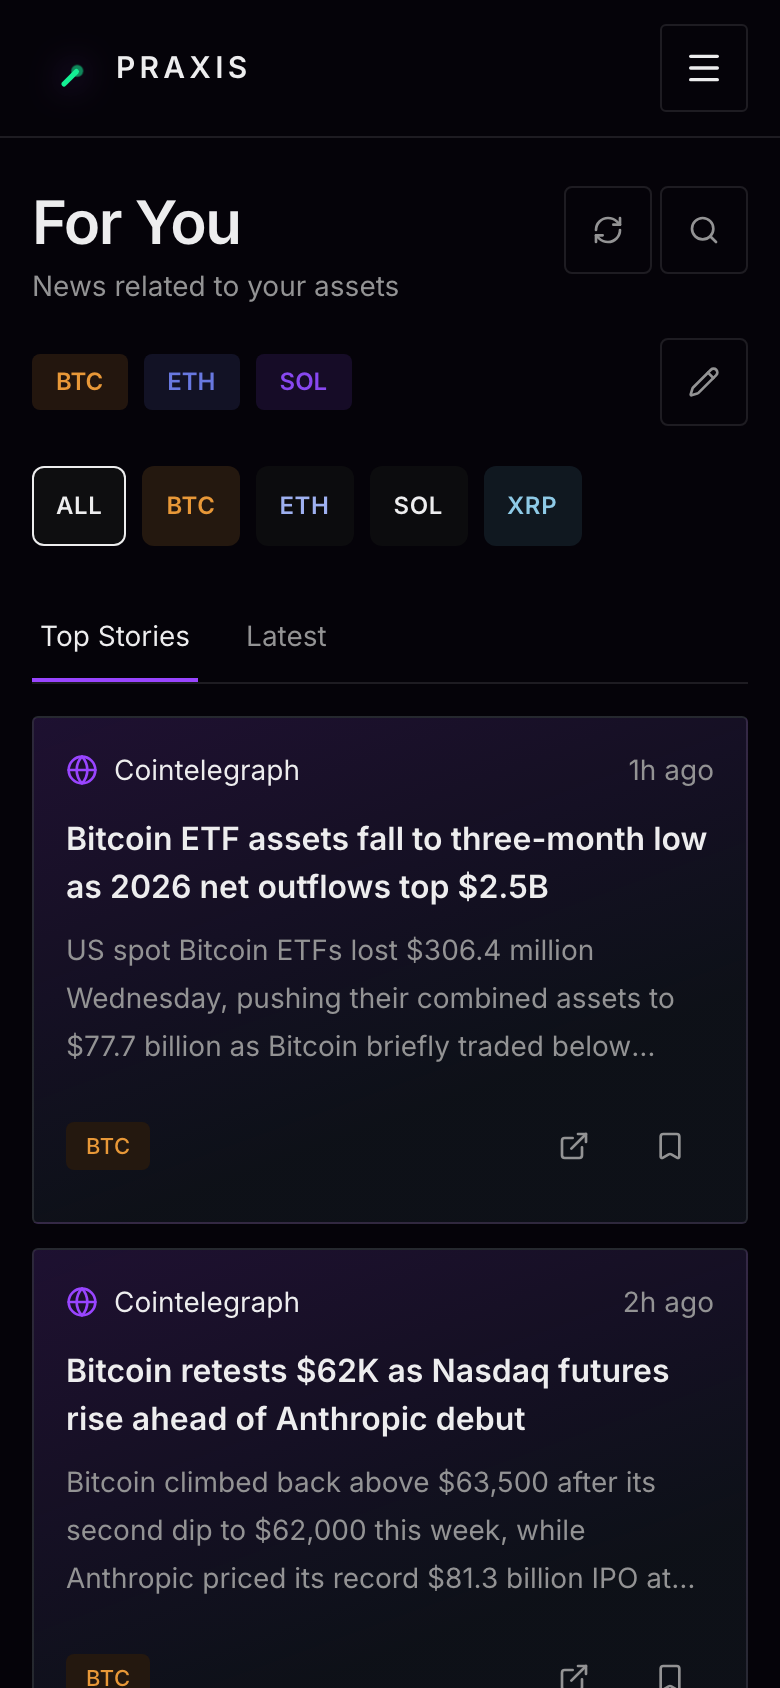 PRAXIS
For You
News related to your assets
BTC ETH SOL
ALL BTC ETH SOL XRP
Top Stories Latest
Cointelegraph 1h ago
Bitcoin ETF assets fall to three-month low
as 2026 net outflows top $2.5B
US spot Bitcoin ETFs lost $306.4 million
Wednesday, pushing their combined assets to
$77.7 billion as Bitcoin briefly traded below...
BTC
Cointelegraph 2h ago
Bitcoin retests $62K as Nasdaq futures
rise ahead of Anthropic debut
Bitcoin climbed back above $63,500 after its
second dip to $62,000 this week, while
Anthropic priced its record $81.3 billion IPO at...
BTC